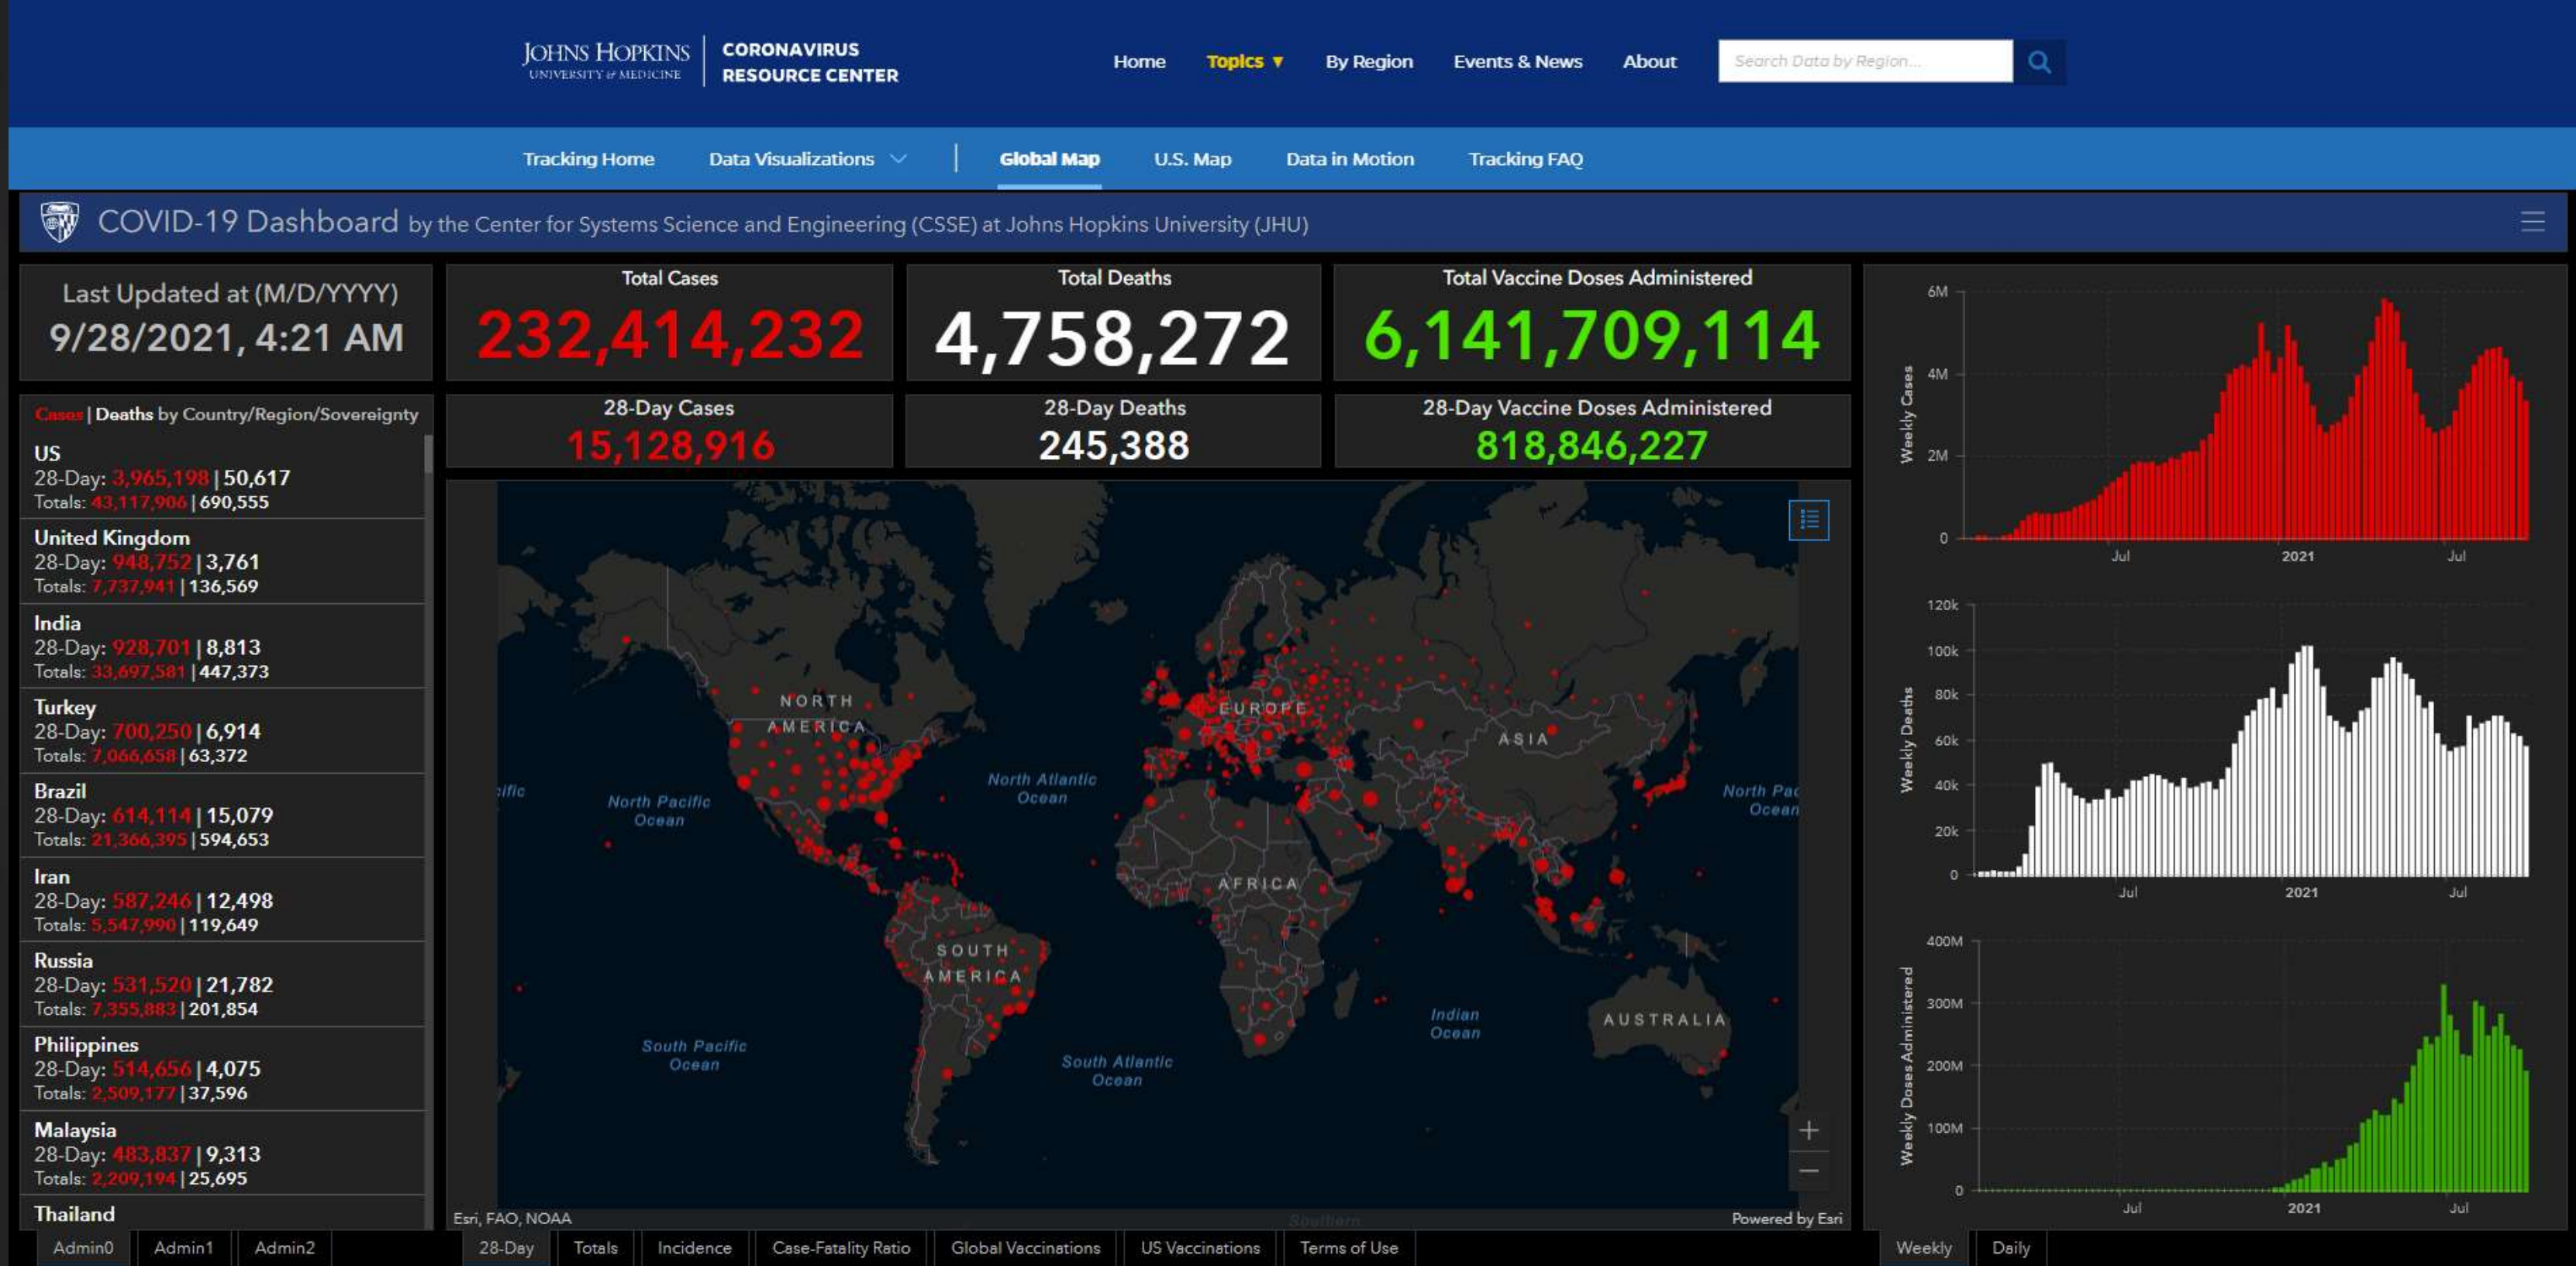 JOHNS HOPKINS
UNIVERSITY & MEDICINE
CORONAVIRUS
RESOURCE CENTER
Home
Topics ▼
By Region
Events & News
About
Search Data by Region...
Tracking Home
Data Visualizations
Global Map
U.S. Map
Data in Motion
Tracking FAQ
COVID-19 Dashboard by the Center for Systems Science and Engineering (CSSE) at Johns Hopkins University (JHU)
Last Updated at (M/D/YYYY)
9/28/2021, 4:21 AM
Cases | Deaths by Country/Region/Sovereignty
US
28-Day: 3,965,198 | 50,617
Totals: 43,117,906 | 690,555
United Kingdom
28-Day: 948,752 | 3,761
Totals: 7,737,941 | 136,569
India
28-Day: 928,701 | 8,813
Totals: 33,697,581 | 447,373
Turkey
28-Day: 700,250 | 6,914
Totals: 7,066,658 | 63,372
Brazil
28-Day: 614,114 | 15,079
Totals: 21,366,395 | 594,653
Iran
28-Day: 587,246 | 12,498
Totals: 5,547,990 | 119,649
Russia
28-Day: 531,520 | 21,782
Totals: 7,355,883 | 201,854
Philippines
28-Day: 514,656 | 4,075
Totals: 2,509,177 | 37,596
Malaysia
28-Day: 483,837 | 9,313
Totals: 2,209,194 | 25,695
Thailand
Admin0
Admin1
Admin2
Total Cases
232,414,232
Total Deaths
4,758,272
Total Vaccine Doses Administered
6,141,709,114
28-Day Cases
15,128,916
28-Day Deaths
245,388
28-Day Vaccine Doses Administered
818,846,227
NORTH
AMERICA
EUROPE
ASIA
cific
North Pacific
Ocean
North Atlantic
Ocean
North Pac
Ocean
AFRICA
SOUTH
AMERICA
Indian
Ocean
AUSTRALIA
South Pacific
Ocean
South Atlantic
Ocean
Southern
+
−
Esri, FAO, NOAA
Powered by Esri
28-Day
Totals
Incidence
Case-Fatality Ratio
Global Vaccinations
US Vaccinations
Terms of Use
Weekly Cases
6M
4M
2M
0
Jul
2021
Jul
Weekly Deaths
120k
100k
80k
60k
40k
20k
0
Jul
2021
Jul
Weekly Doses Administered
400M
300M
200M
100M
0
Jul
2021
Jul
Weekly
Daily